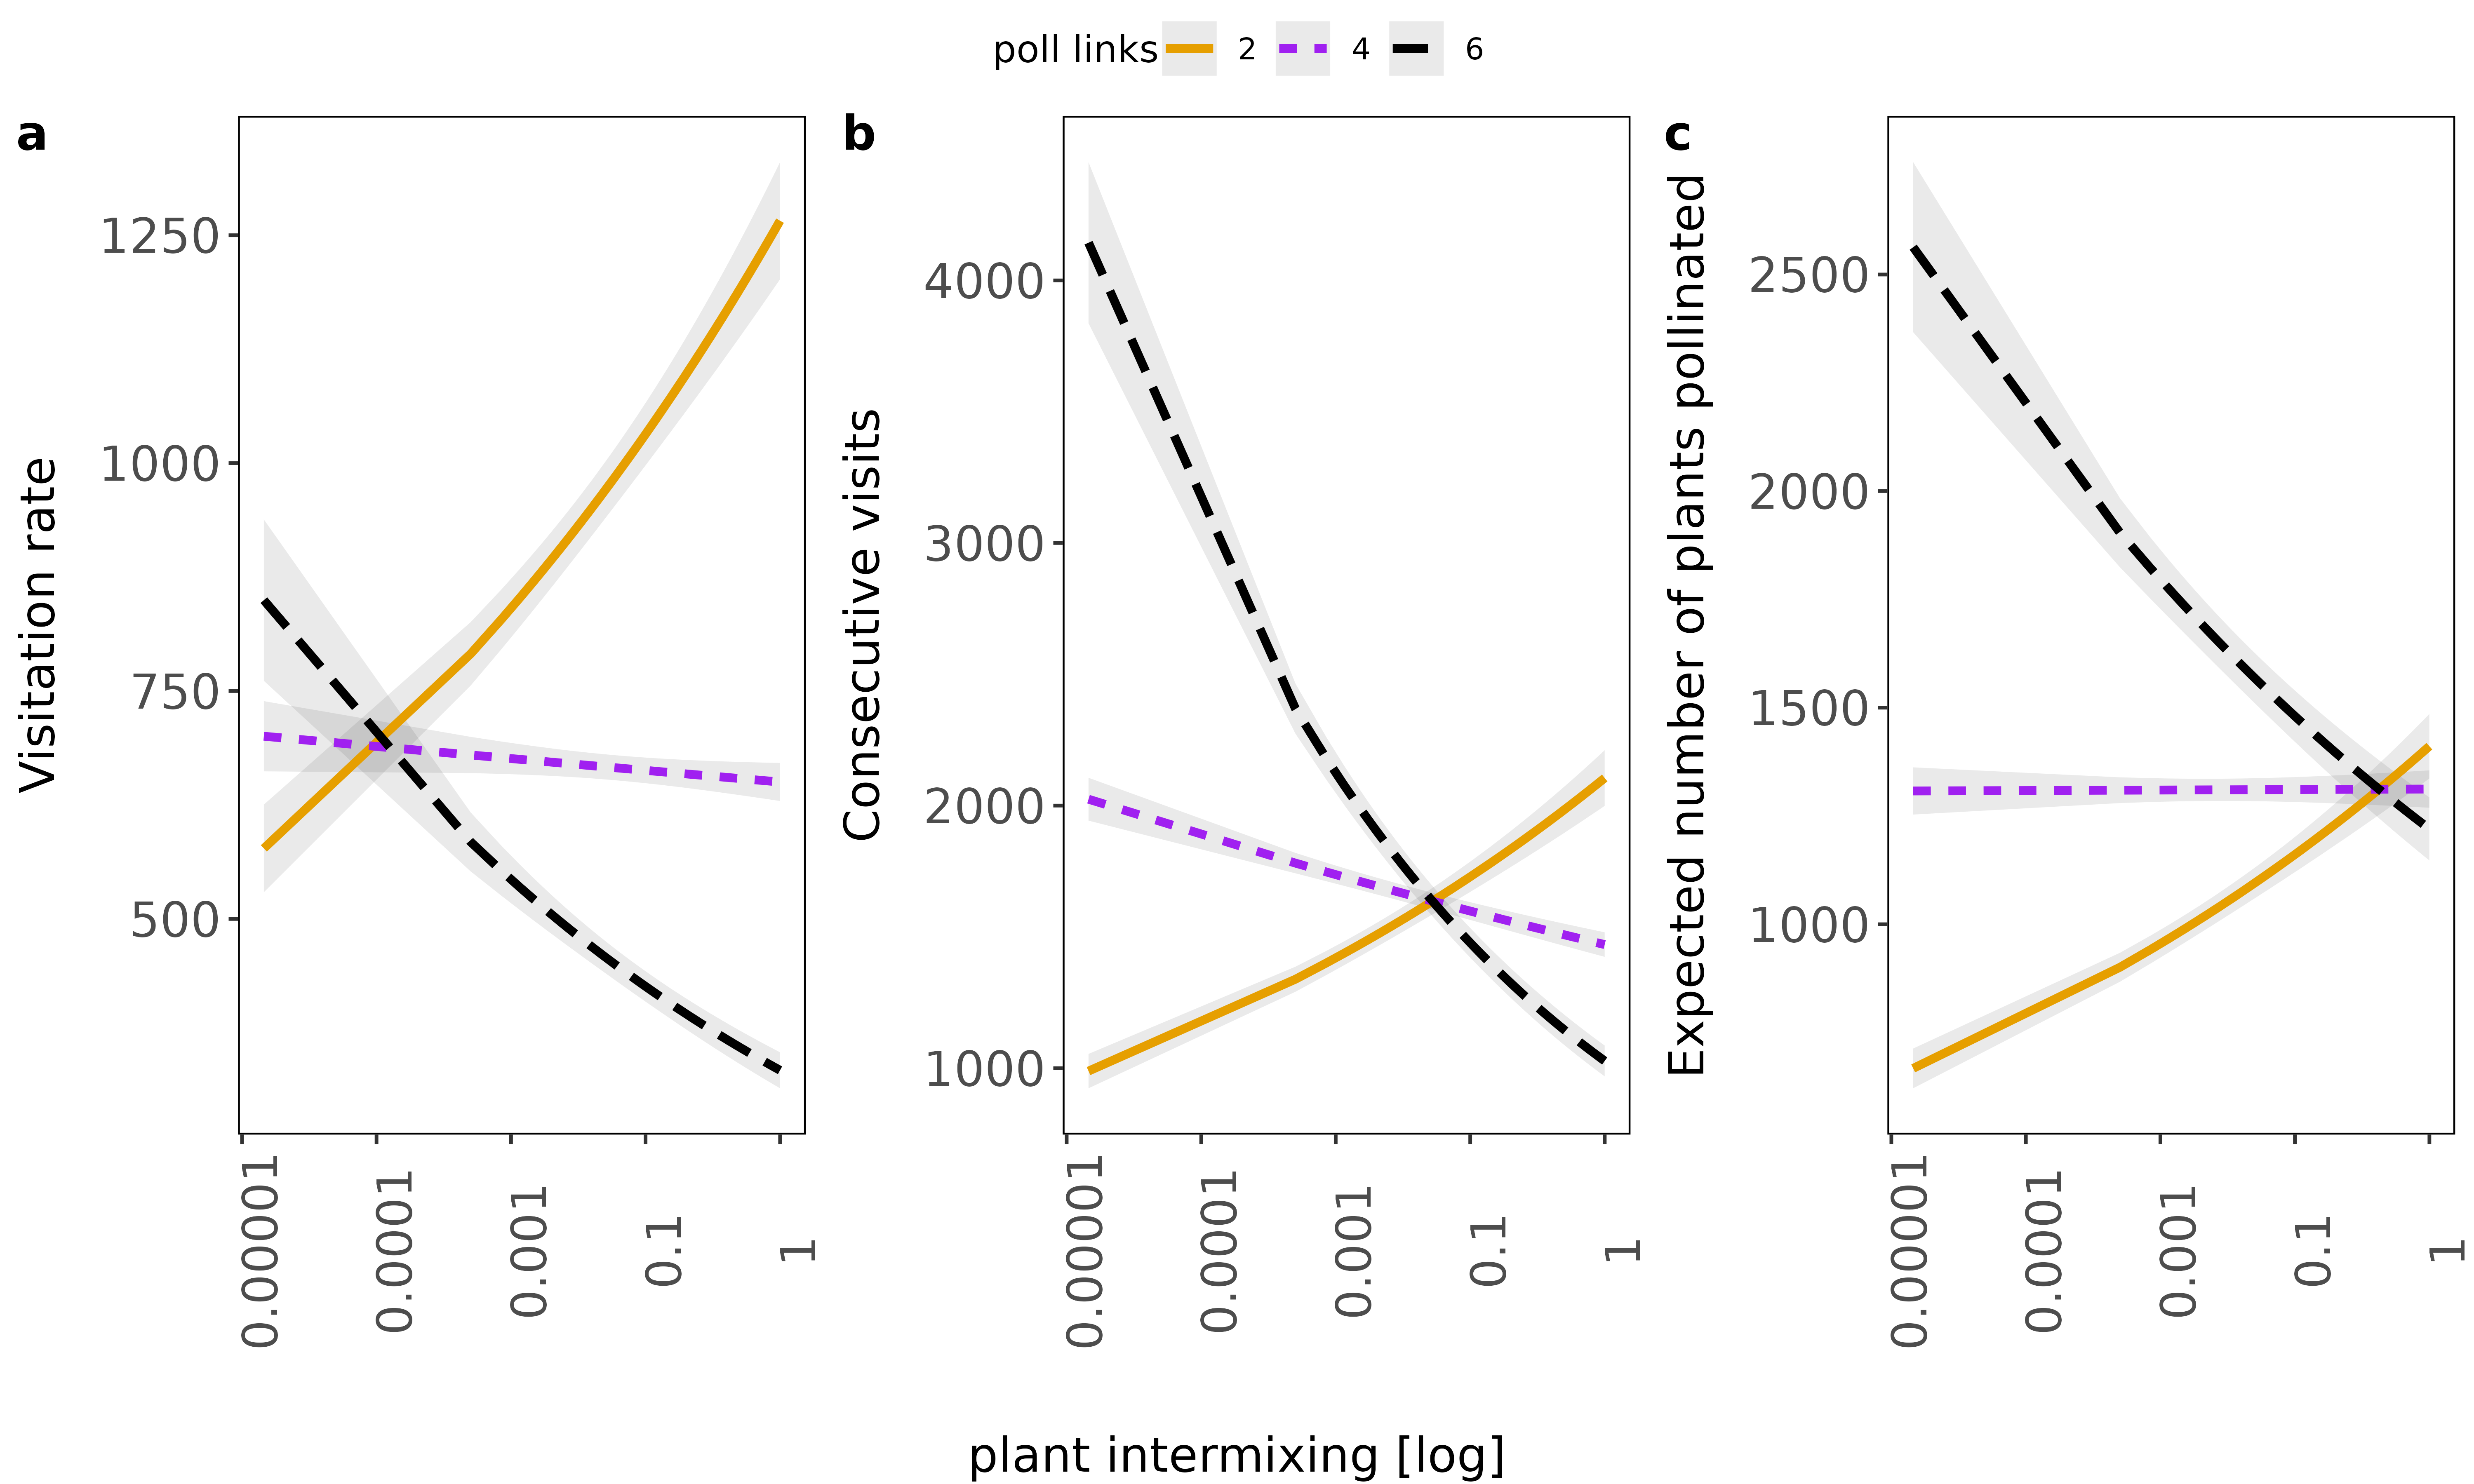 poll links 2 4 6
a
Visitation rate
1250
1000
750
500
0.00001 0.0001 0.001 0.1 1
b
Consecutive visits
4000
3000
2000
1000
0.00001 0.0001 0.001 0.1 1
c
Expected number of plants pollinated
2500
2000
1500
1000
0.00001 0.0001 0.001 0.1 1
plant intermixing [log]